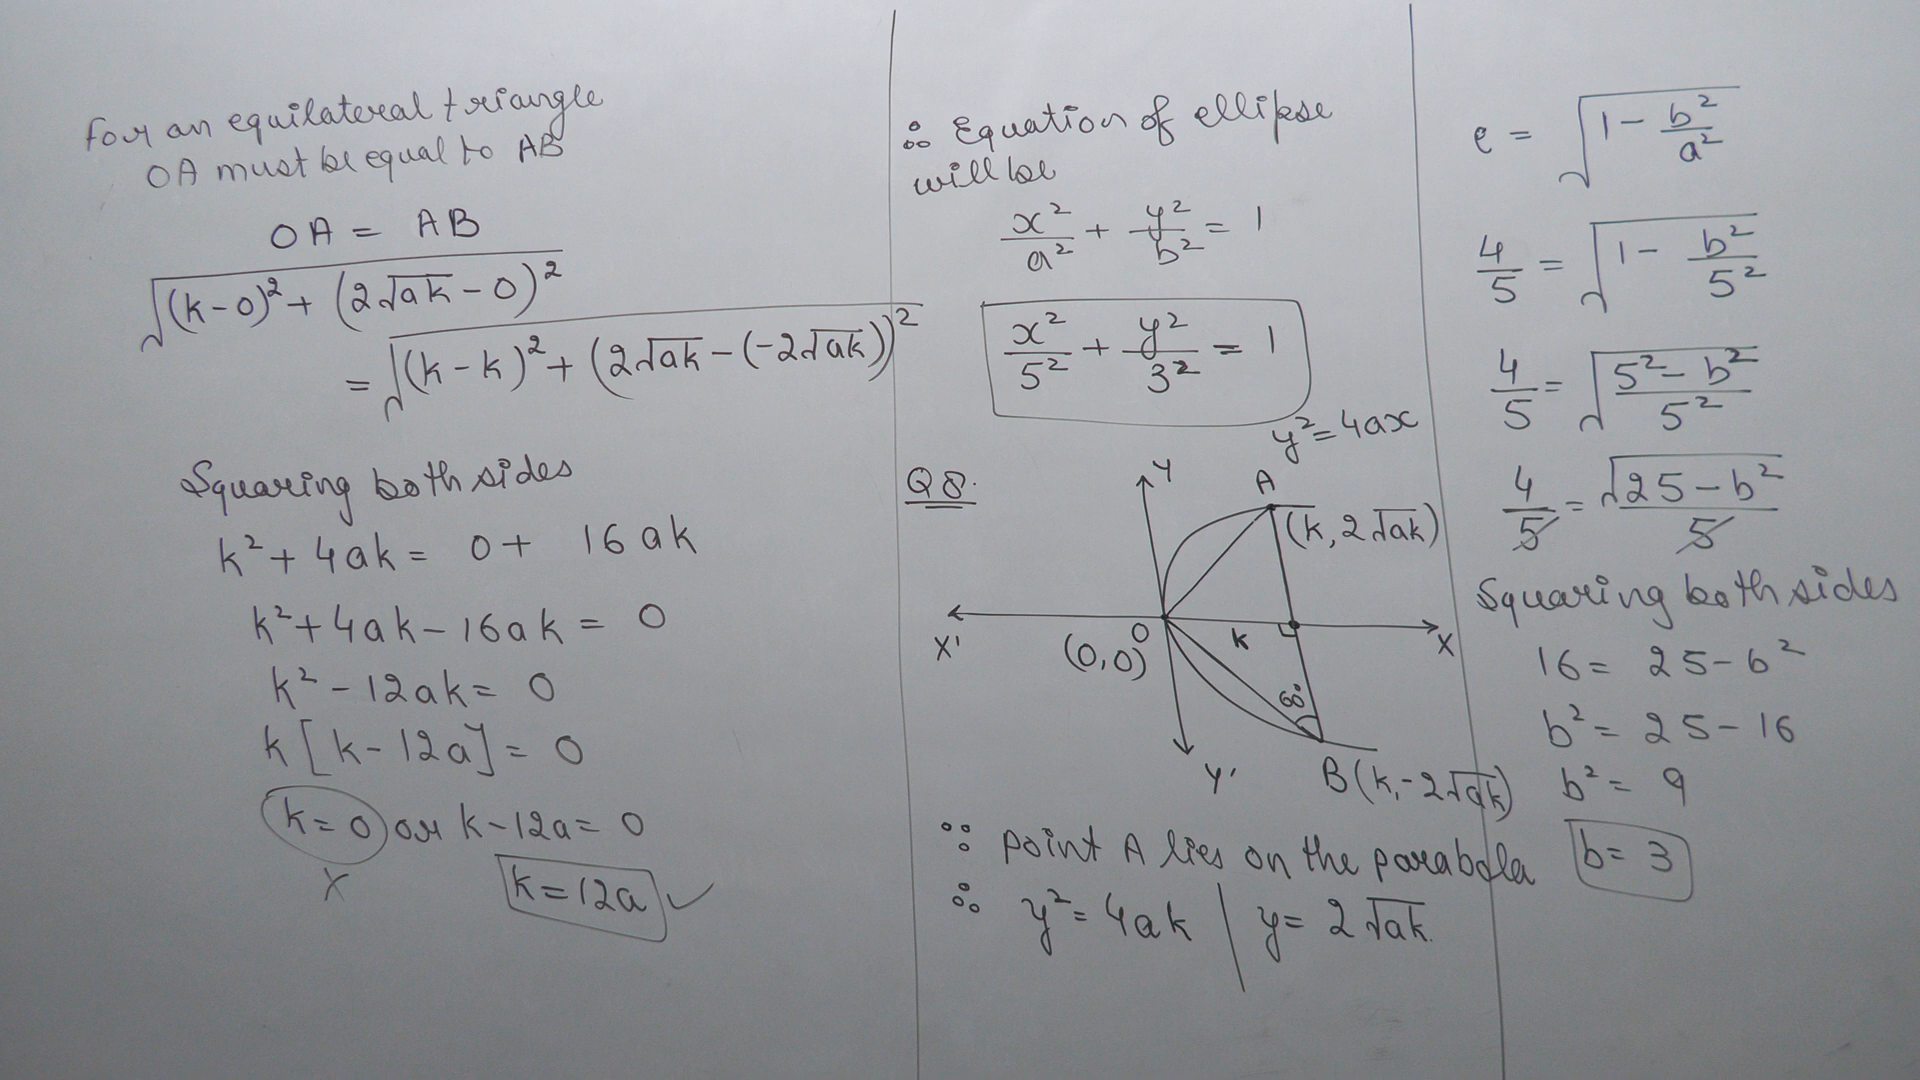 For an equilateral triangle
OA must be equal to AB
OA = AB
√((k-0)²+ (2√ak-0)²)
= √((k-k)²+ (2√ak-(-2√ak))²)
Squaring both sides
k²+4ak= 0+ 16ak
k²+4ak-16ak= 0
k²-12ak= 0
k[k-12a]= 0
k=0 or k-12a= 0
X k=12a ✓
∴ Equation of ellipse
will be
x²/a² + y²/b² = 1
x²/5² + y²/3² = 1
y²=4ax
Q8.
Y
A
(k, 2√ak)
X'
O
(0,0)
k
X
60°
Y'
B(k,-2√ak)
∵ point A lies on the parabola
∴ y²=4ak | y= 2√ak.
e = √(1-b²/a²)
4/5 = √(1- b²/5²)
4/5 = √((5²-b²)/5²)
4/5 = √(25-b²)/5
Squaring both sides
16= 25-b²
b²= 25-16
b²= 9
b= 3